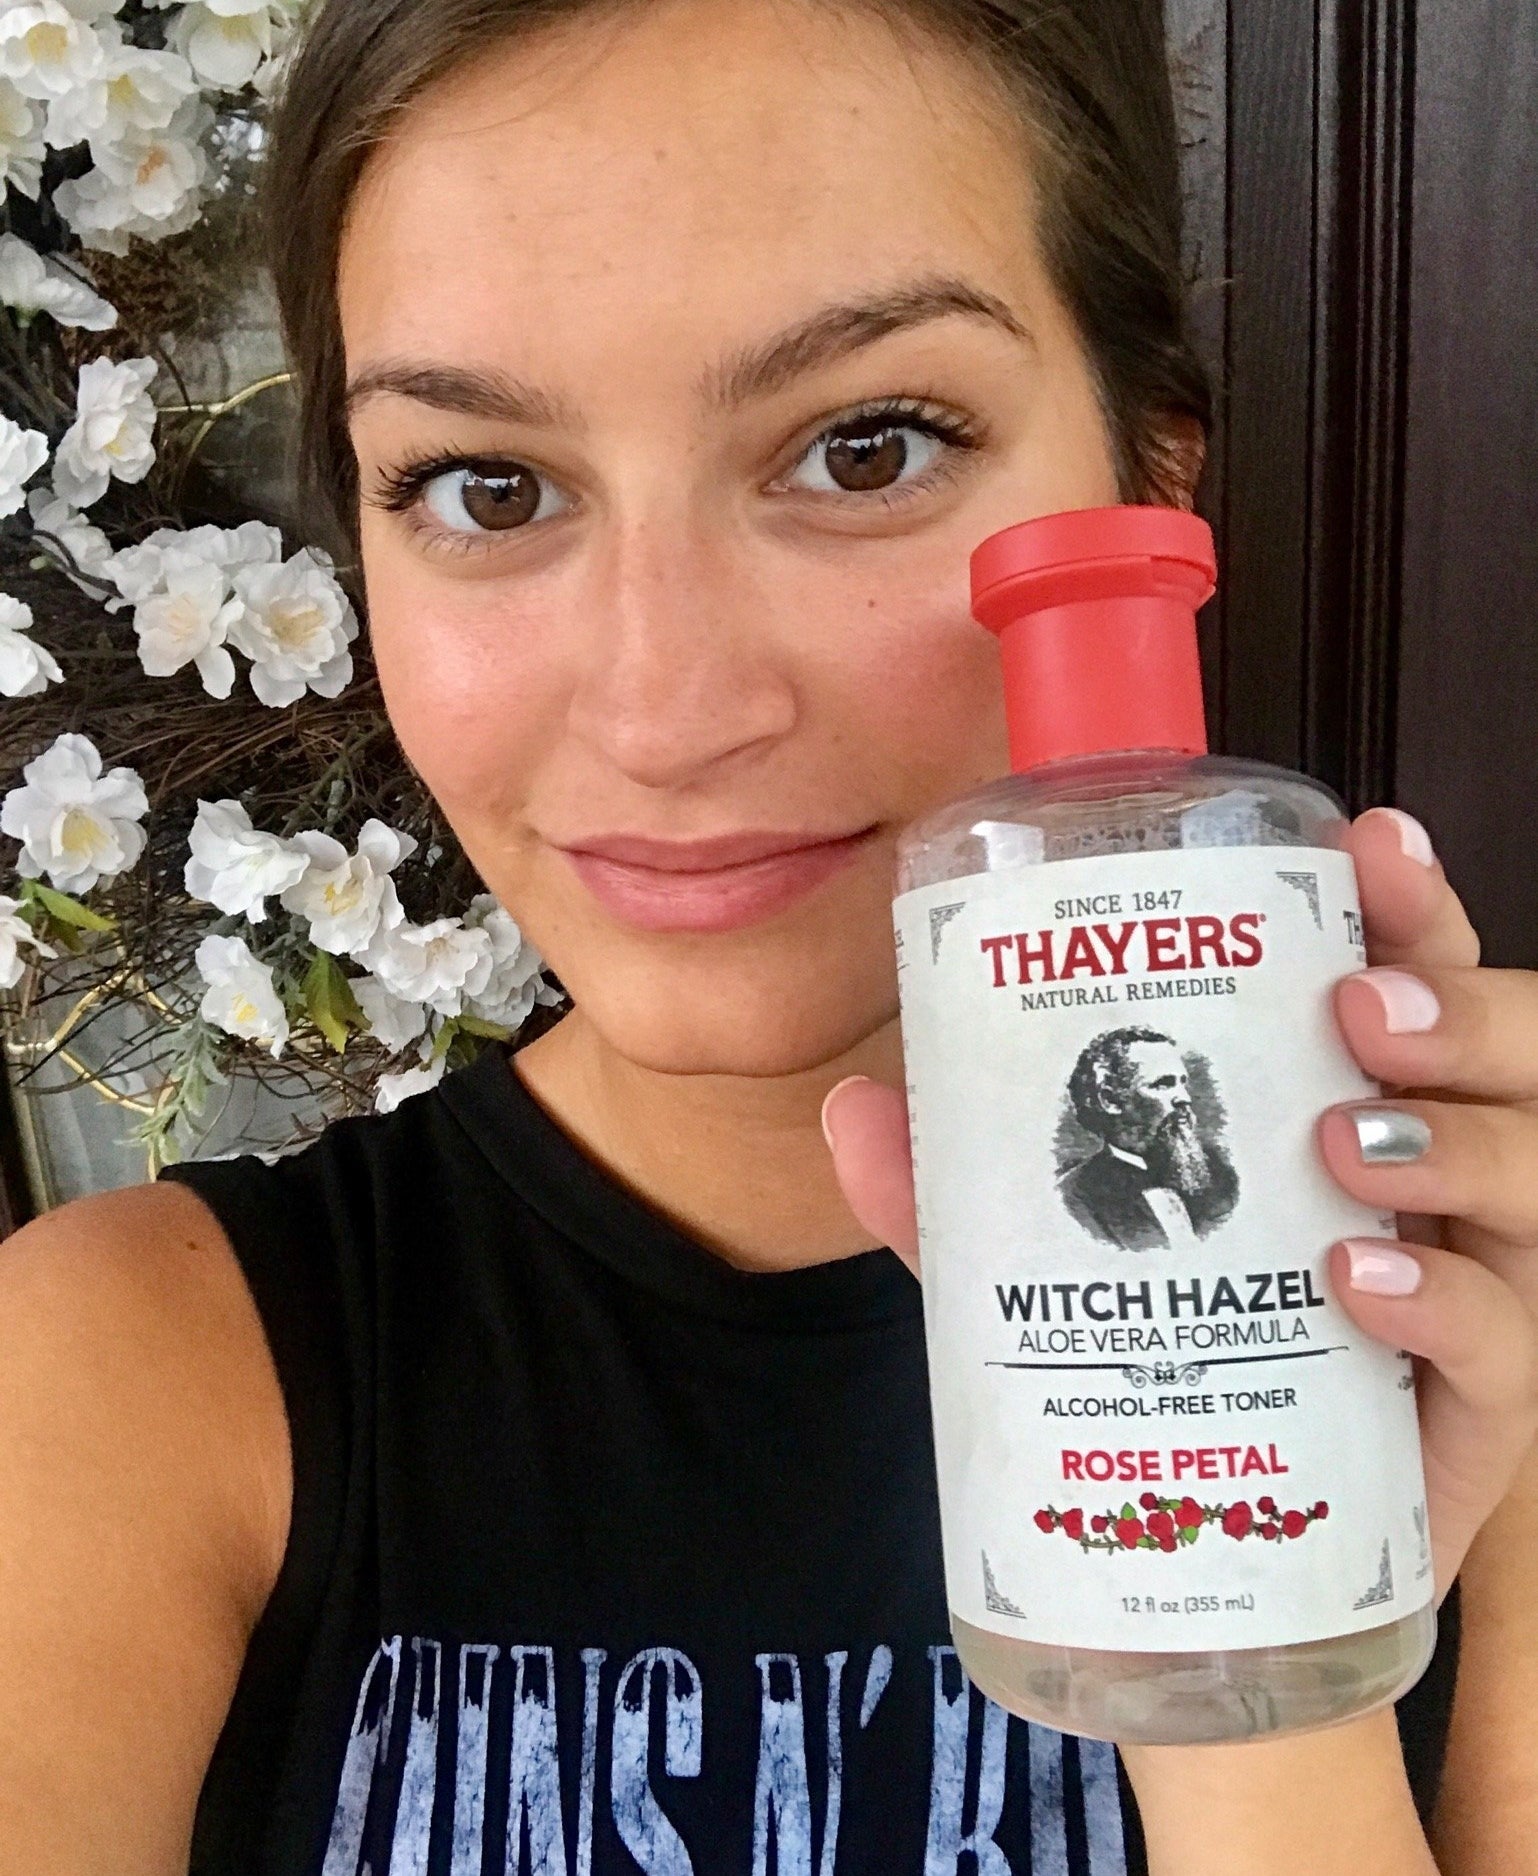 SINCE 1847
THAYERS
NATURAL REMEDIES
WITCH HAZEL
ALOE VERA FORMULA
ALCOHOL-FREE TONER
ROSE PETAL
12 fl oz (355 mL)
GUNS N'